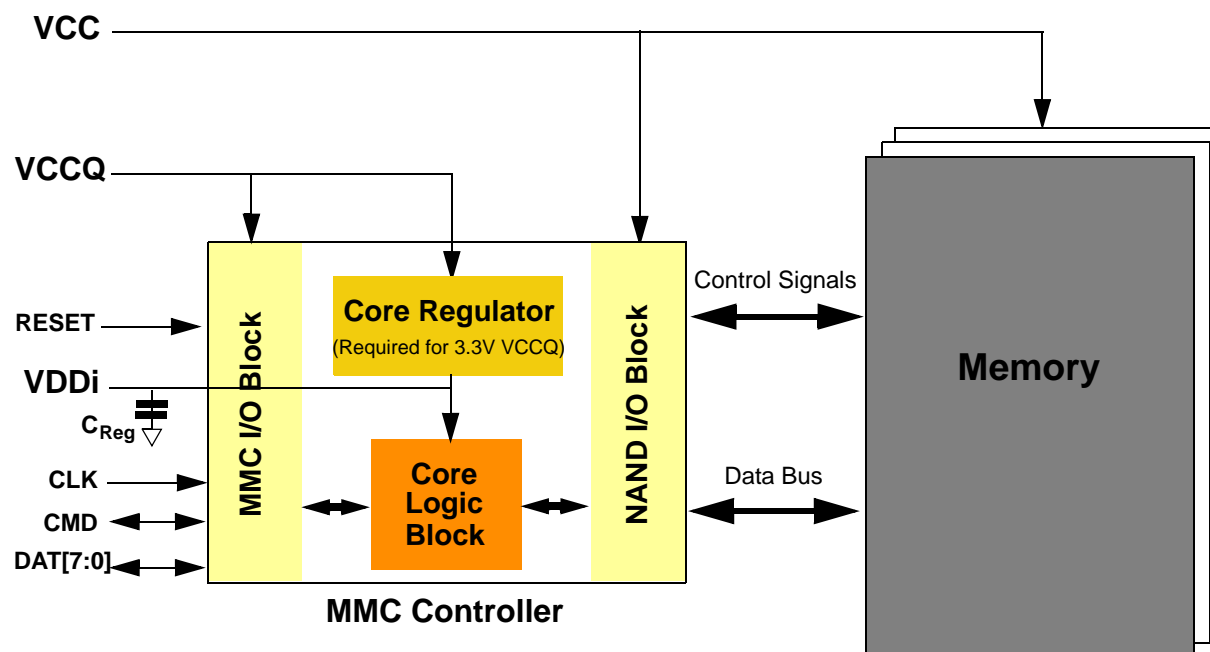 VCC
VCCQ
RESET
VDDi
CReg
CLK
CMD
DAT[7:0]
MMC I/O Block
Core Regulator
(Required for 3.3V VCCQ)
Core
Logic
Block
NAND I/O Block
Control Signals
Data Bus
Memory
MMC Controller